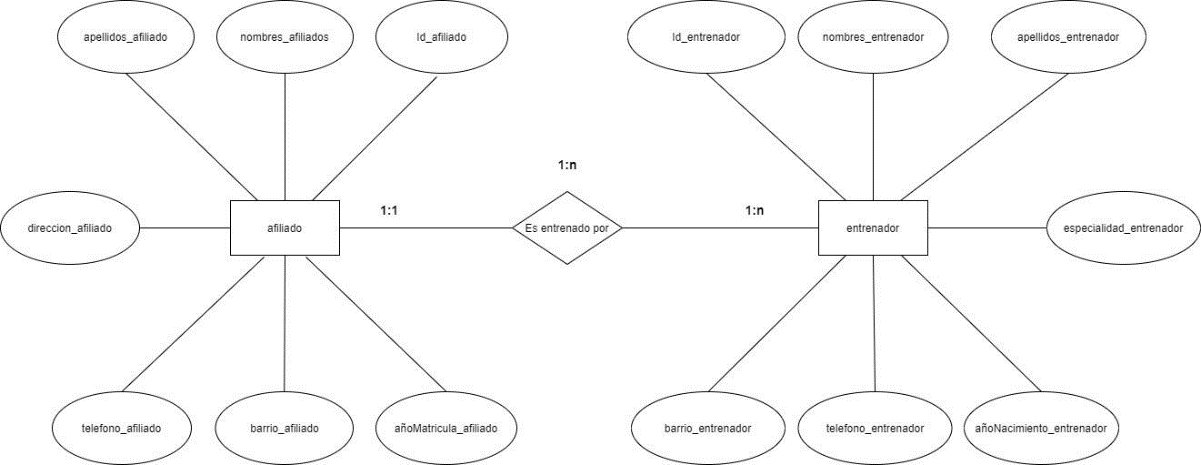 apellidos_afiliado
nombres_afiliados
Id_afiliado
Id_entrenador
nombres_entrenador
apellidos_entrenador
1:n
1:1
1:n
direccion_afiliado
afiliado
Es entrenado por
entrenador
especialidad_entrenador
telefono_afiliado
barrio_afiliado
añoMatricula_afiliado
barrio_entrenador
telefono_entrenador
añoNacimiento_entrenador